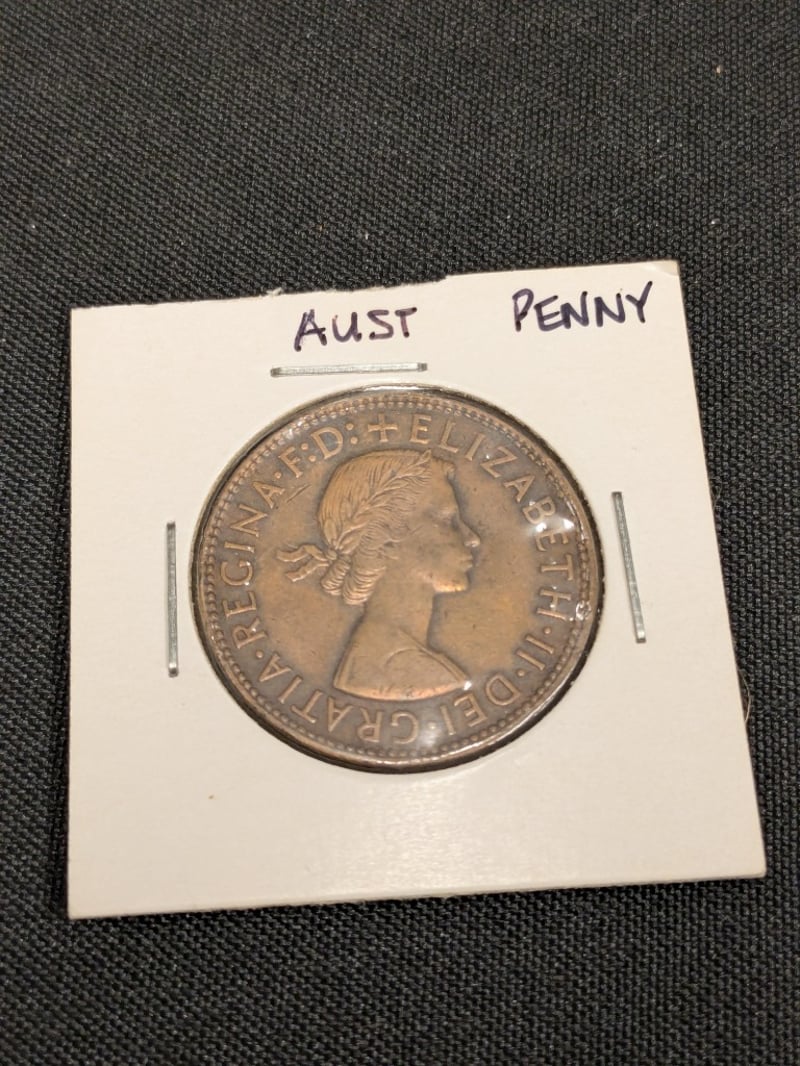 AUST PENNY
+ ELIZABETH · II · DEI · GRATIA · REGINA · F: D: